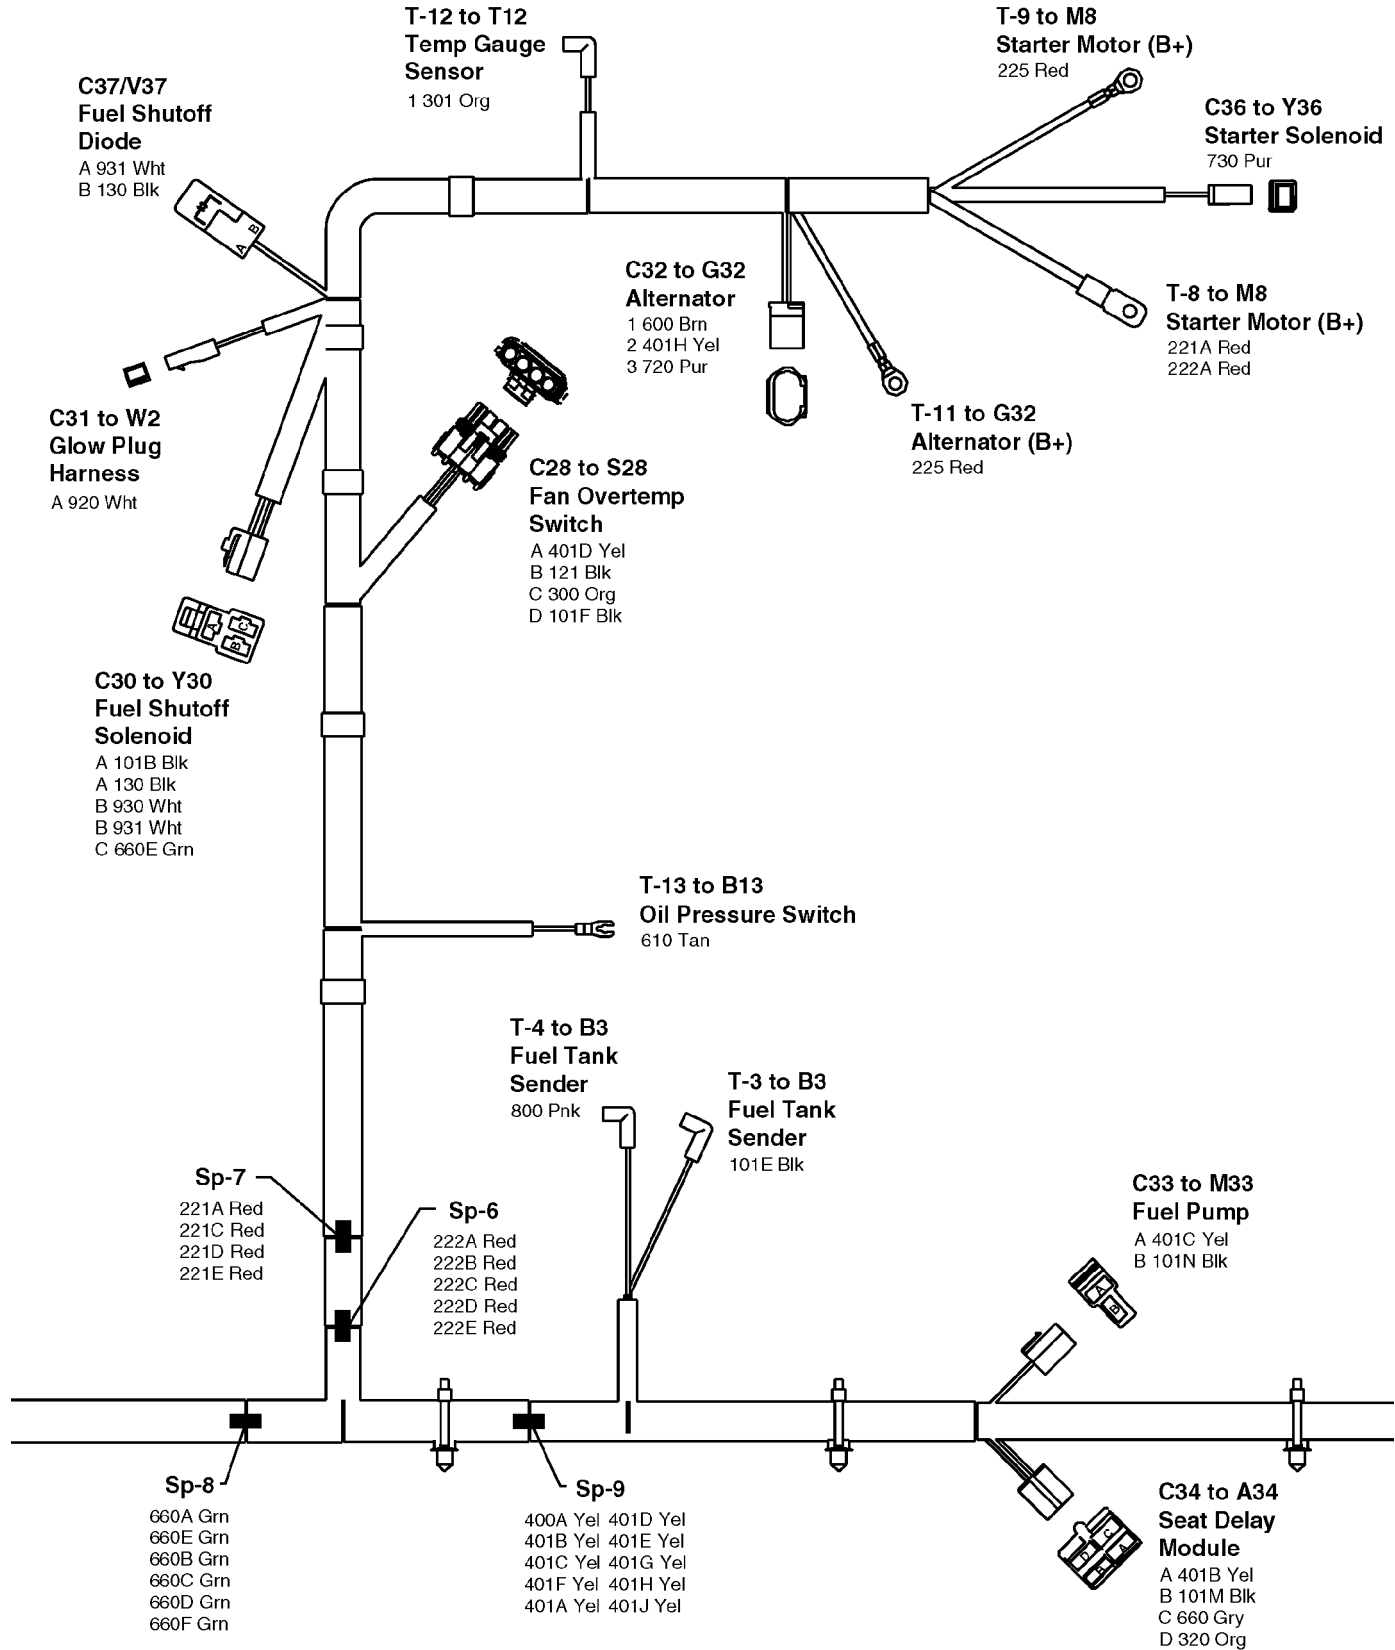 T-12 to T12
Temp Gauge
Sensor
1 301 Org
T-9 to M8
Starter Motor (B+)
225 Red
C37/V37
Fuel Shutoff
Diode
A 931 Wht
B 130 Blk
C36 to Y36
Starter Solenoid
730 Pur
B
A
C32 to G32
Alternator
1 600 Brn
2 401H Yel
3 720 Pur
T-8 to M8
Starter Motor (B+)
221A Red
222A Red
C31 to W2
Glow Plug
Harness
A 920 Wht
T-11 to G32
Alternator (B+)
225 Red
C28 to S28
Fan Overtemp
Switch
A 401D Yel
B 121 Blk
C 300 Org
D 101F Blk
A
C
B
C30 to Y30
Fuel Shutoff
Solenoid
A 101B Blk
A 130 Blk
B 930 Wht
B 931 Wht
C 660E Grn
T-13 to B13
Oil Pressure Switch
610 Tan
T-4 to B3
Fuel Tank
Sender
800 Pnk
T-3 to B3
Fuel Tank
Sender
101E Blk
Sp-7
221A Red
221C Red
221D Red
221E Red
Sp-6
222A Red
222B Red
222C Red
222D Red
222E Red
C33 to M33
Fuel Pump
A 401C Yel
B 101N Blk
A
B
Sp-8
660A Grn
660E Grn
660B Grn
660C Grn
660D Grn
660F Grn
Sp-9
400A Yel 401D Yel
401B Yel 401E Yel
401C Yel 401G Yel
401F Yel 401H Yel
401A Yel 401J Yel
C34 to A34
Seat Delay
Module
A 401B Yel
B 101M Blk
C 660 Gry
D 320 Org
C
D
A
B